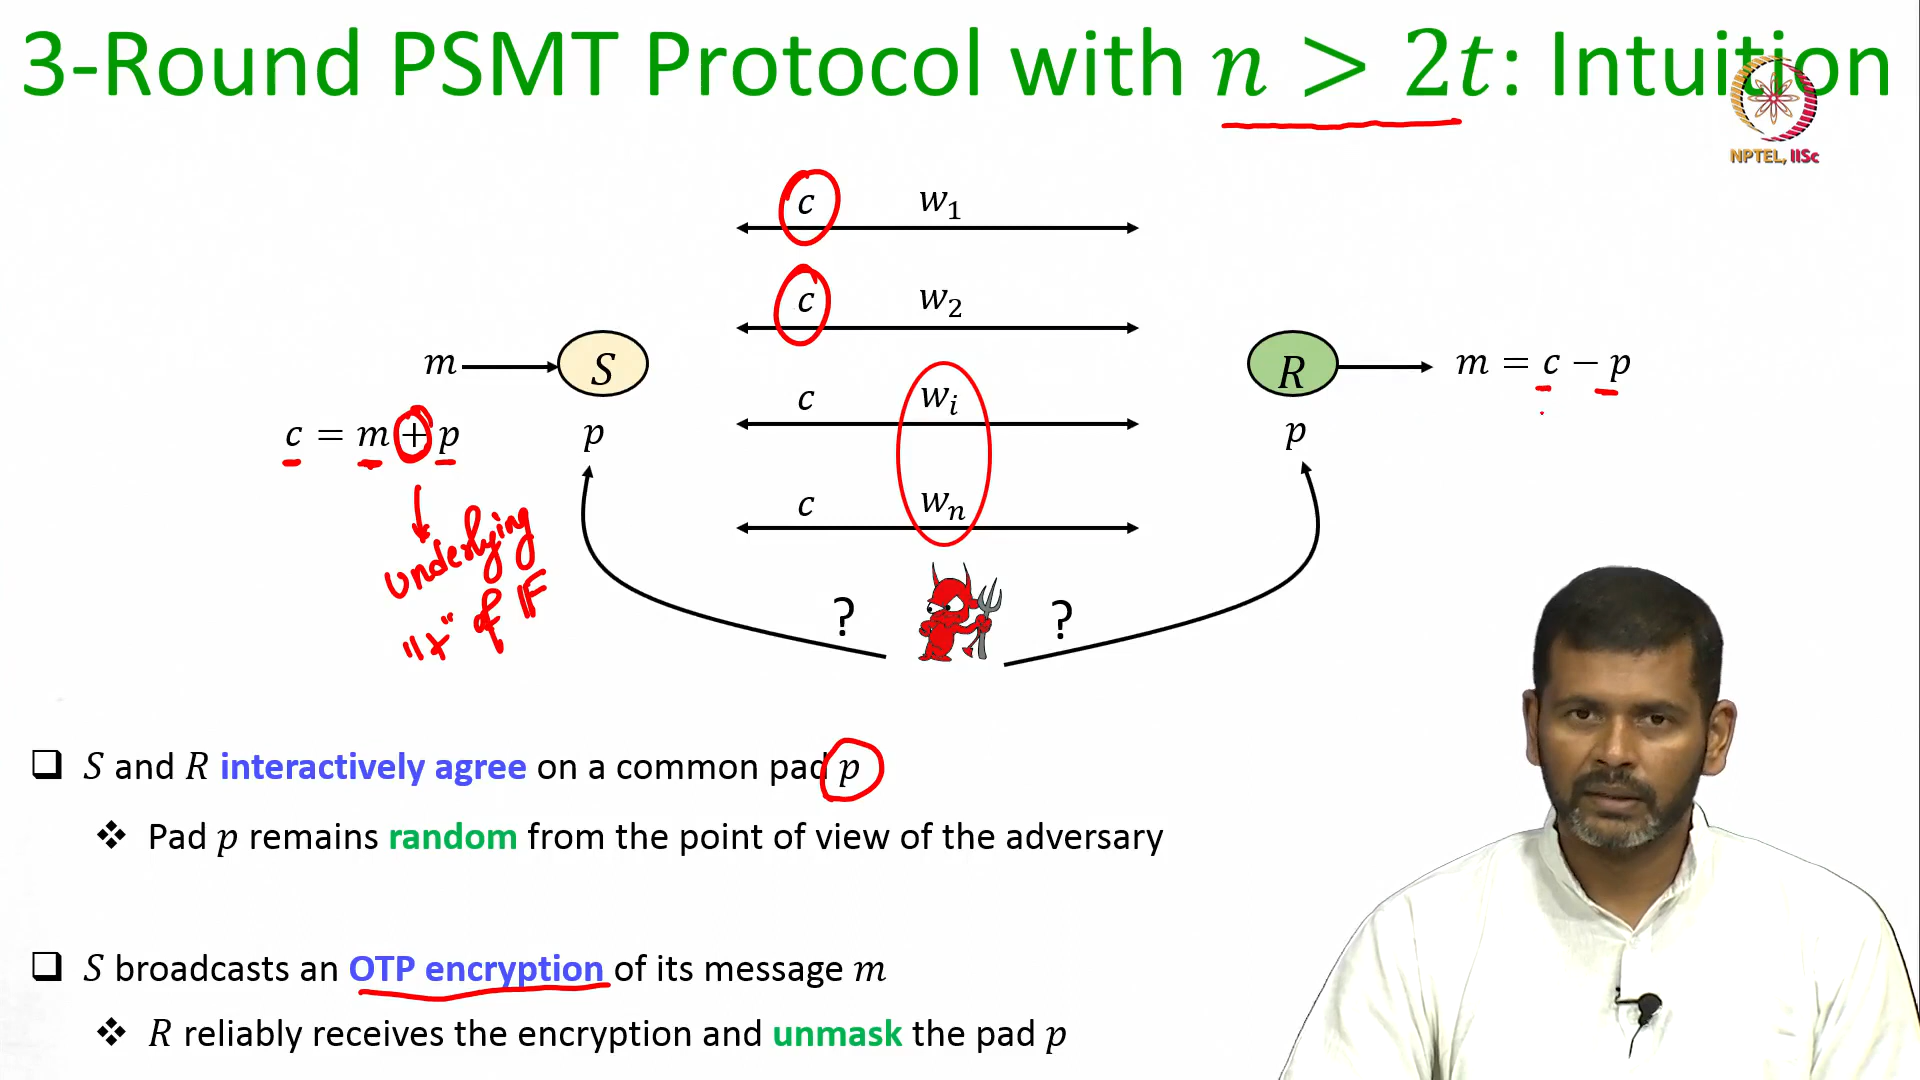 3-Round PSMT Protocol with n > 2t: Intuition
NPTEL, IISc
c w₁
c w₂
m S c wᵢ R m = c − p
c = m + p p p
c wₙ
underlying
"+" of 𝔽
? ?
❑ S and R interactively agree on a common pad p
❖ Pad p remains random from the point of view of the adversary
❑ S broadcasts an OTP encryption of its message m
❖ R reliably receives the encryption and unmask the pad p